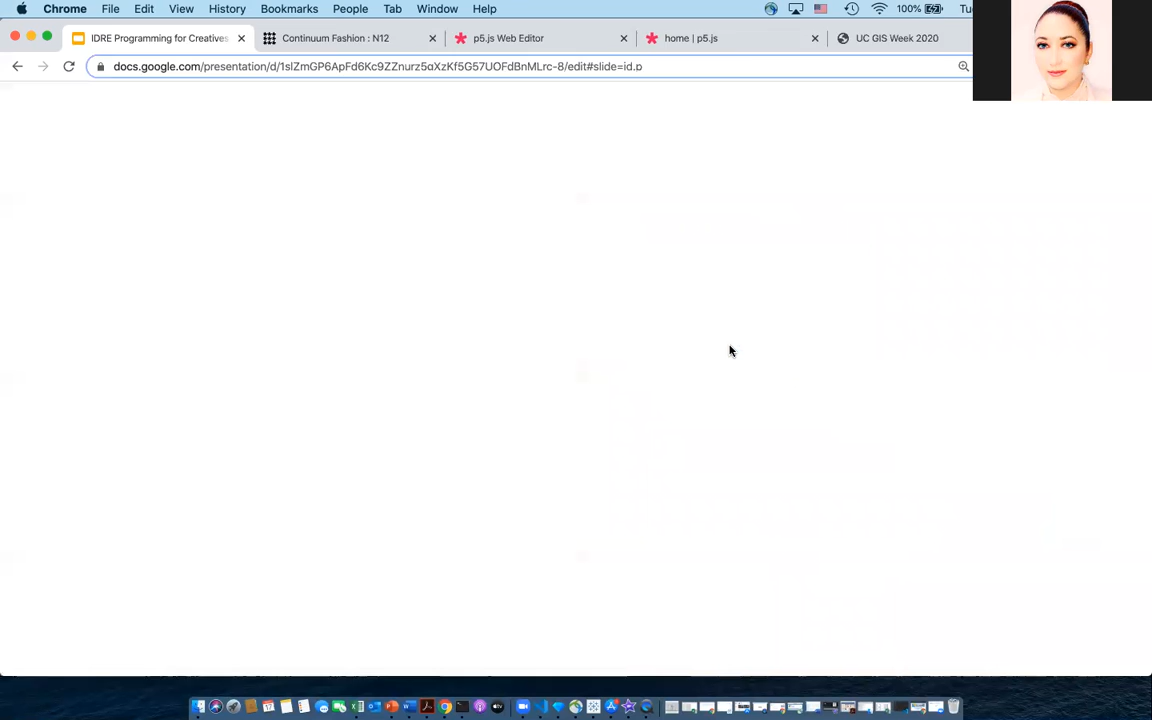 Chrome File Edit View History Bookmarks People Tab Window Help 100%
IDRE Programming for Creatives Continuum Fashion : N12 p5.js Web Editor home | p5.js UC GIS Week 2020
docs.google.com/presentation/d/1slZmGP6ApFd6Kc9ZZnurz5aXzKf5G57UOFdBnMLrc-8/edit#slide=id.p